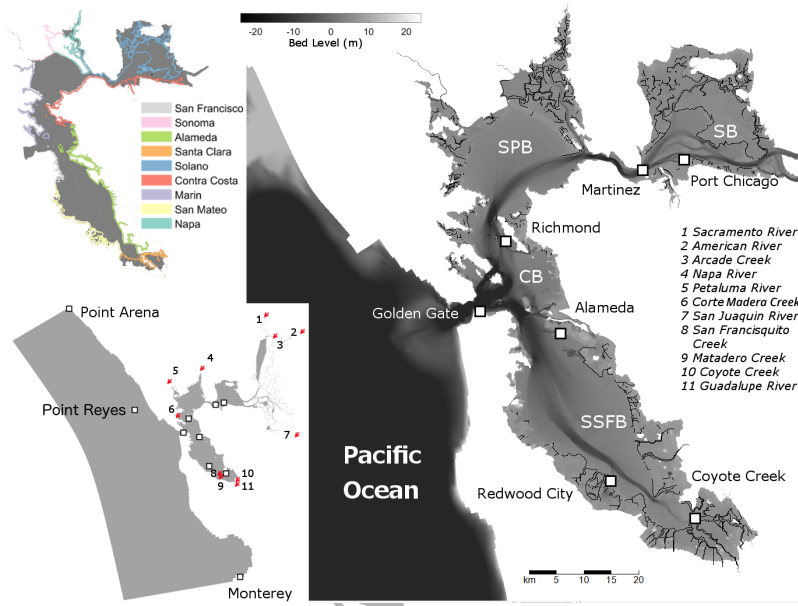 -20
-10
0
10
20
Bed Level (m)
San Francisco
Sonoma
Alameda
Santa Clara
Solano
Contra Costa
Marin
San Mateo
Napa
SPB
SB
Martinez
Port Chicago
Richmond
CB
Golden Gate
Alameda
SSFB
Pacific
Ocean
Redwood City
Coyote Creek
km
5
10
15
20
1 Sacramento River
2 American River
3 Arcade Creek
4 Napa River
5 Petaluma River
6 Corte Madera Creek
7 San Juaquin River
8 San Francisquito
Creek
9 Matadero Creek
10 Coyote Creek
11 Guadalupe River
Point Arena
Point Reyes
Monterey
1
2
3
4
5
6
7
8
9
10
11